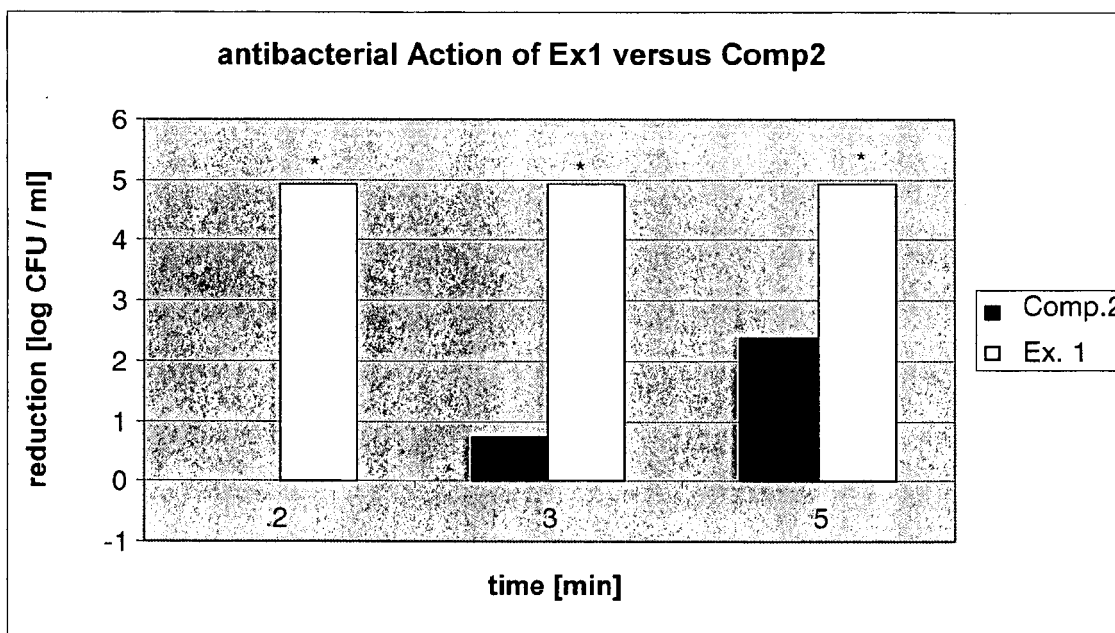 antibacterial Action of Ex1 versus Comp2
reduction [log CFU / ml]
6
5
4
3
2
1
0
-1
* * *
2 3 5
time [min]
Comp.2
Ex. 1